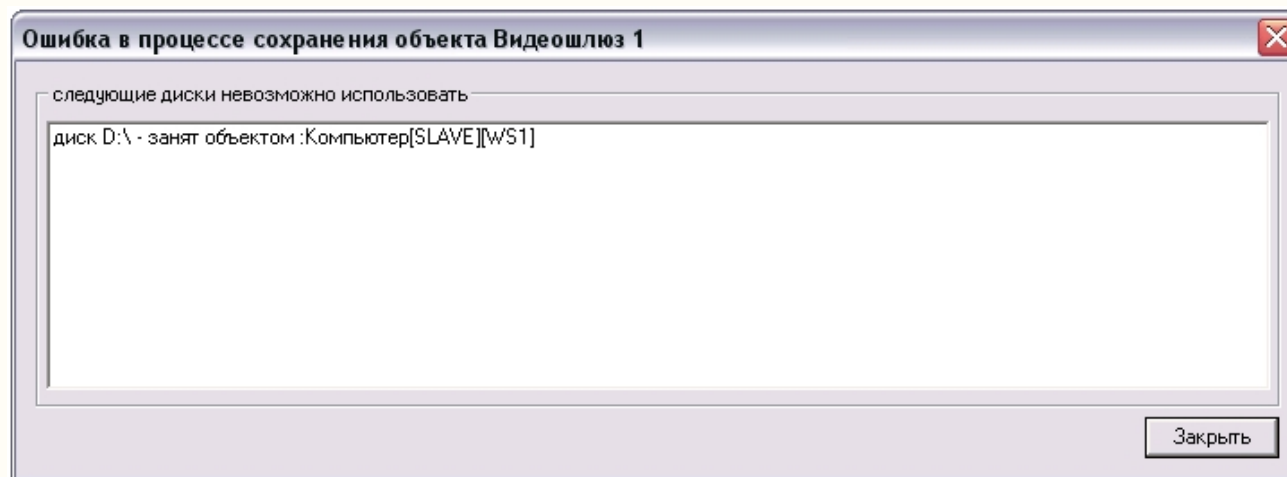 Ошибка в процессе сохранения объекта Видеошлюз 1
следующие диски невозможно использовать
диск D:\ - занят объектом :Компьютер[SLAVE][WS1]
Закрыть